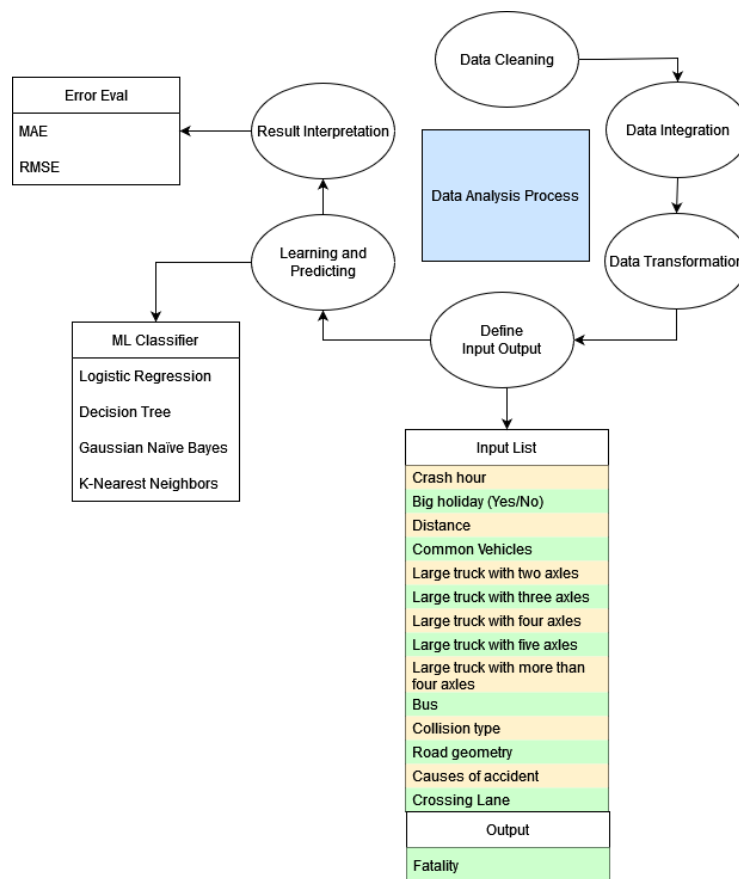 Data Cleaning
Data Integration
Data Transformation
Define
Input Output
Learning and
Predicting
Result Interpretation
Data Analysis Process
Error Eval
MAE
RMSE
ML Classifier
Logistic Regression
Decision Tree
Gaussian Naïve Bayes
K-Nearest Neighbors
Input List
Crash hour
Big holiday (Yes/No)
Distance
Common Vehicles
Large truck with two axles
Large truck with three axles
Large truck with four axles
Large truck with five axles
Large truck with more than
four axles
Bus
Collision type
Road geometry
Causes of accident
Crossing Lane
Output
Fatality